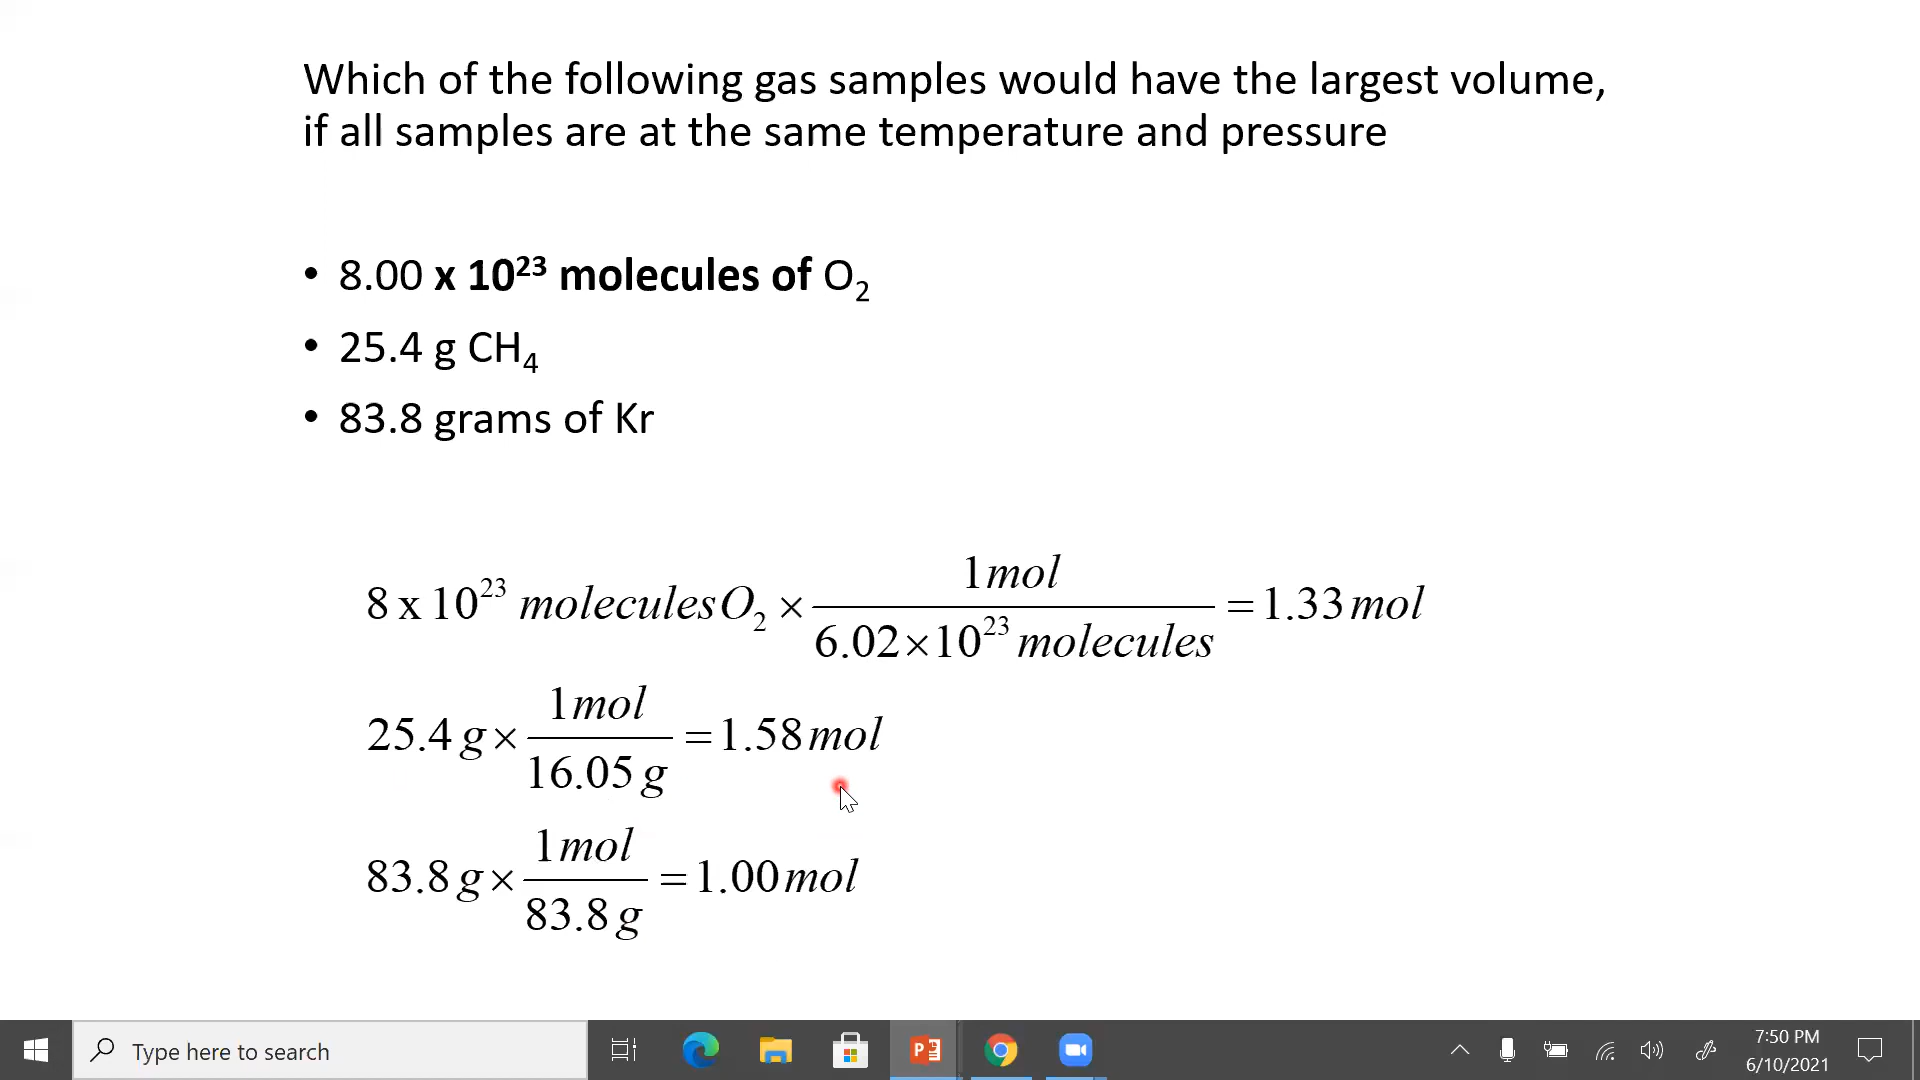 Which of the following gas samples would have the largest volume,
if all samples are at the same temperature and pressure
• 8.00 x 10²³ molecules of O₂
• 25.4 g CH₄
• 83.8 grams of Kr
8 x 10²³ molecules O₂ × 1 mol / 6.02×10²³ molecules = 1.33 mol
25.4 g × 1 mol / 16.05 g = 1.58 mol
83.8 g × 1 mol / 83.8 g = 1.00 mol
Type here to search
7:50 PM
6/10/2021